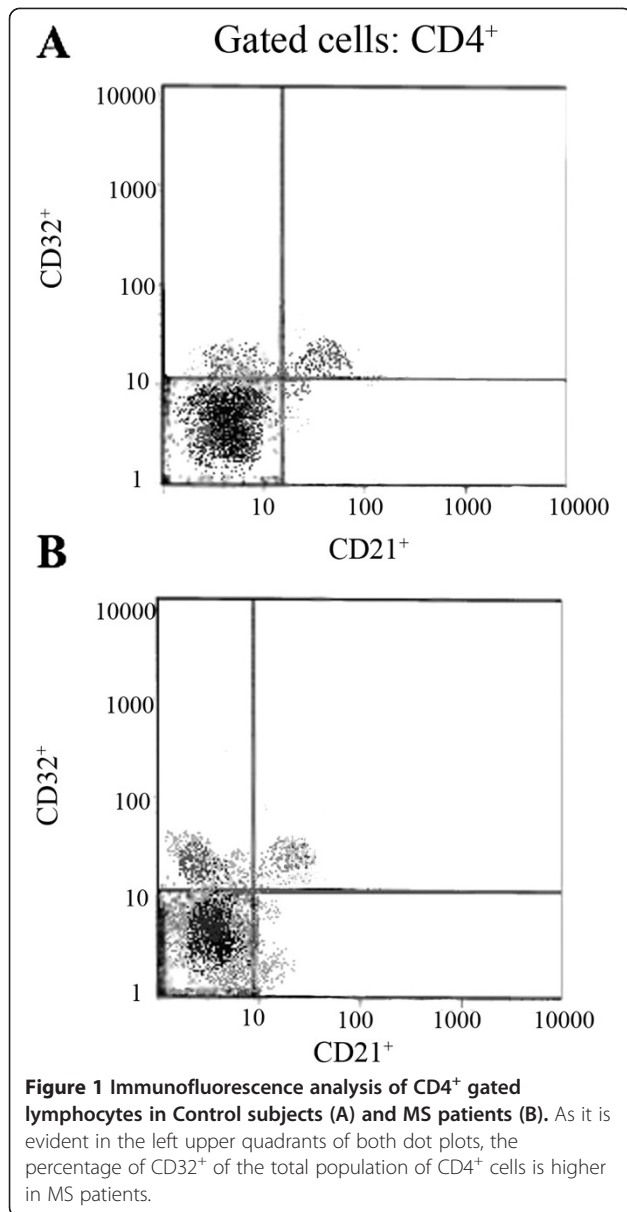 A
Gated cells: CD4⁺
10000
1000
100
10
1
CD32⁺
10 100 1000 10000
CD21⁺
B
10000
1000
100
10
1
CD32⁺
10 100 1000 10000
CD21⁺
Figure 1 Immunofluorescence analysis of CD4⁺ gated
lymphocytes in Control subjects (A) and MS patients (B). As it is
evident in the left upper quadrants of both dot plots, the
percentage of CD32⁺ of the total population of CD4⁺ cells is higher
in MS patients.